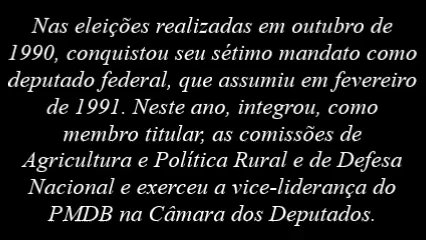 Nas eleições realizadas em outubro de
1990, conquistou seu sétimo mandato como
deputado federal, que assumiu em fevereiro
de 1991. Neste ano, integrou, como
membro titular, as comissões de
Agricultura e Política Rural e de Defesa
Nacional e exerceu a vice-liderança do
PMDB na Câmara dos Deputados.